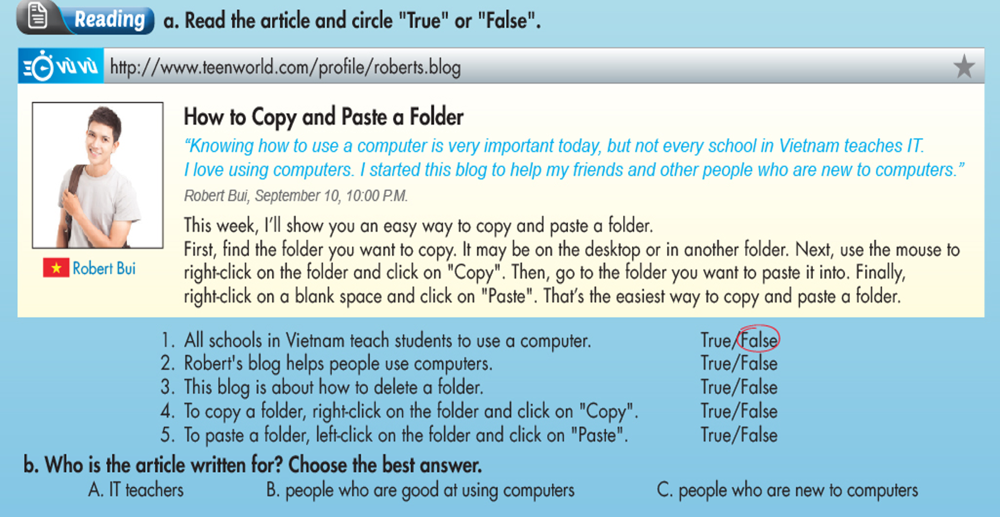 Reading a. Read the article and circle "True" or "False".
VÙ VÙ http://www.teenworld.com/profile/roberts.blog
How to Copy and Paste a Folder
“Knowing how to use a computer is very important today, but not every school in Vietnam teaches IT.
I love using computers. I started this blog to help my friends and other people who are new to computers.”
Robert Bui, September 10, 10:00 P.M.
This week, I’ll show you an easy way to copy and paste a folder.
First, find the folder you want to copy. It may be on the desktop or in another folder. Next, use the mouse to
right-click on the folder and click on "Copy". Then, go to the folder you want to paste it into. Finally,
right-click on a blank space and click on "Paste". That’s the easiest way to copy and paste a folder.
Robert Bui
1. All schools in Vietnam teach students to use a computer. True/False
2. Robert's blog helps people use computers. True/False
3. This blog is about how to delete a folder. True/False
4. To copy a folder, right-click on the folder and click on "Copy". True/False
5. To paste a folder, left-click on the folder and click on "Paste". True/False
b. Who is the article written for? Choose the best answer.
A. IT teachers B. people who are good at using computers C. people who are new to computers